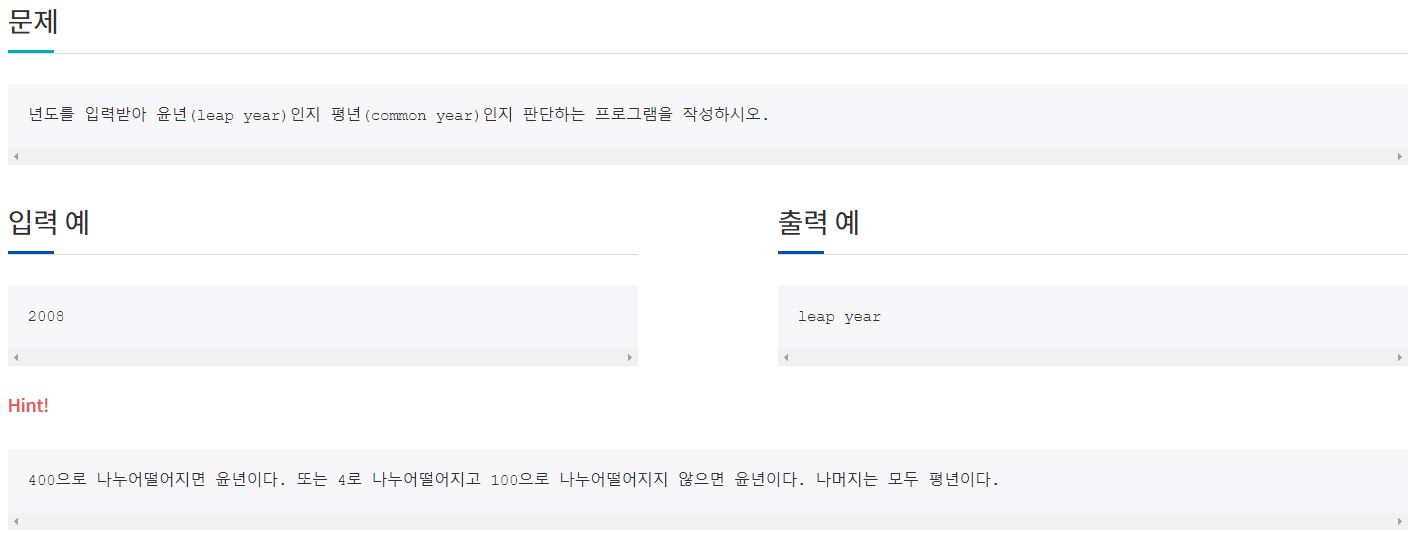 문제
년도를 입력받아 윤년(leap year)인지 평년(common year)인지 판단하는 프로그램을 작성하시오.
입력 예
2008
출력 예
leap year
Hint!
400으로 나누어떨어지면 윤년이다. 또는 4로 나누어떨어지고 100으로 나누어떨어지지 않으면 윤년이다. 나머지는 모두 평년이다.